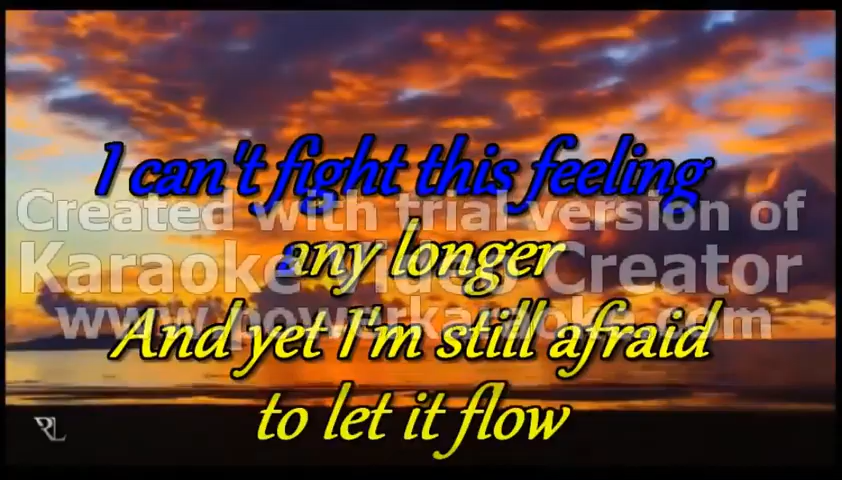 I can't fight this feeling
Created with trial version of
any longer
Karaoke Video Creator
www.powerkaraoke.com
And yet I'm still afraid
to let it flow
RL